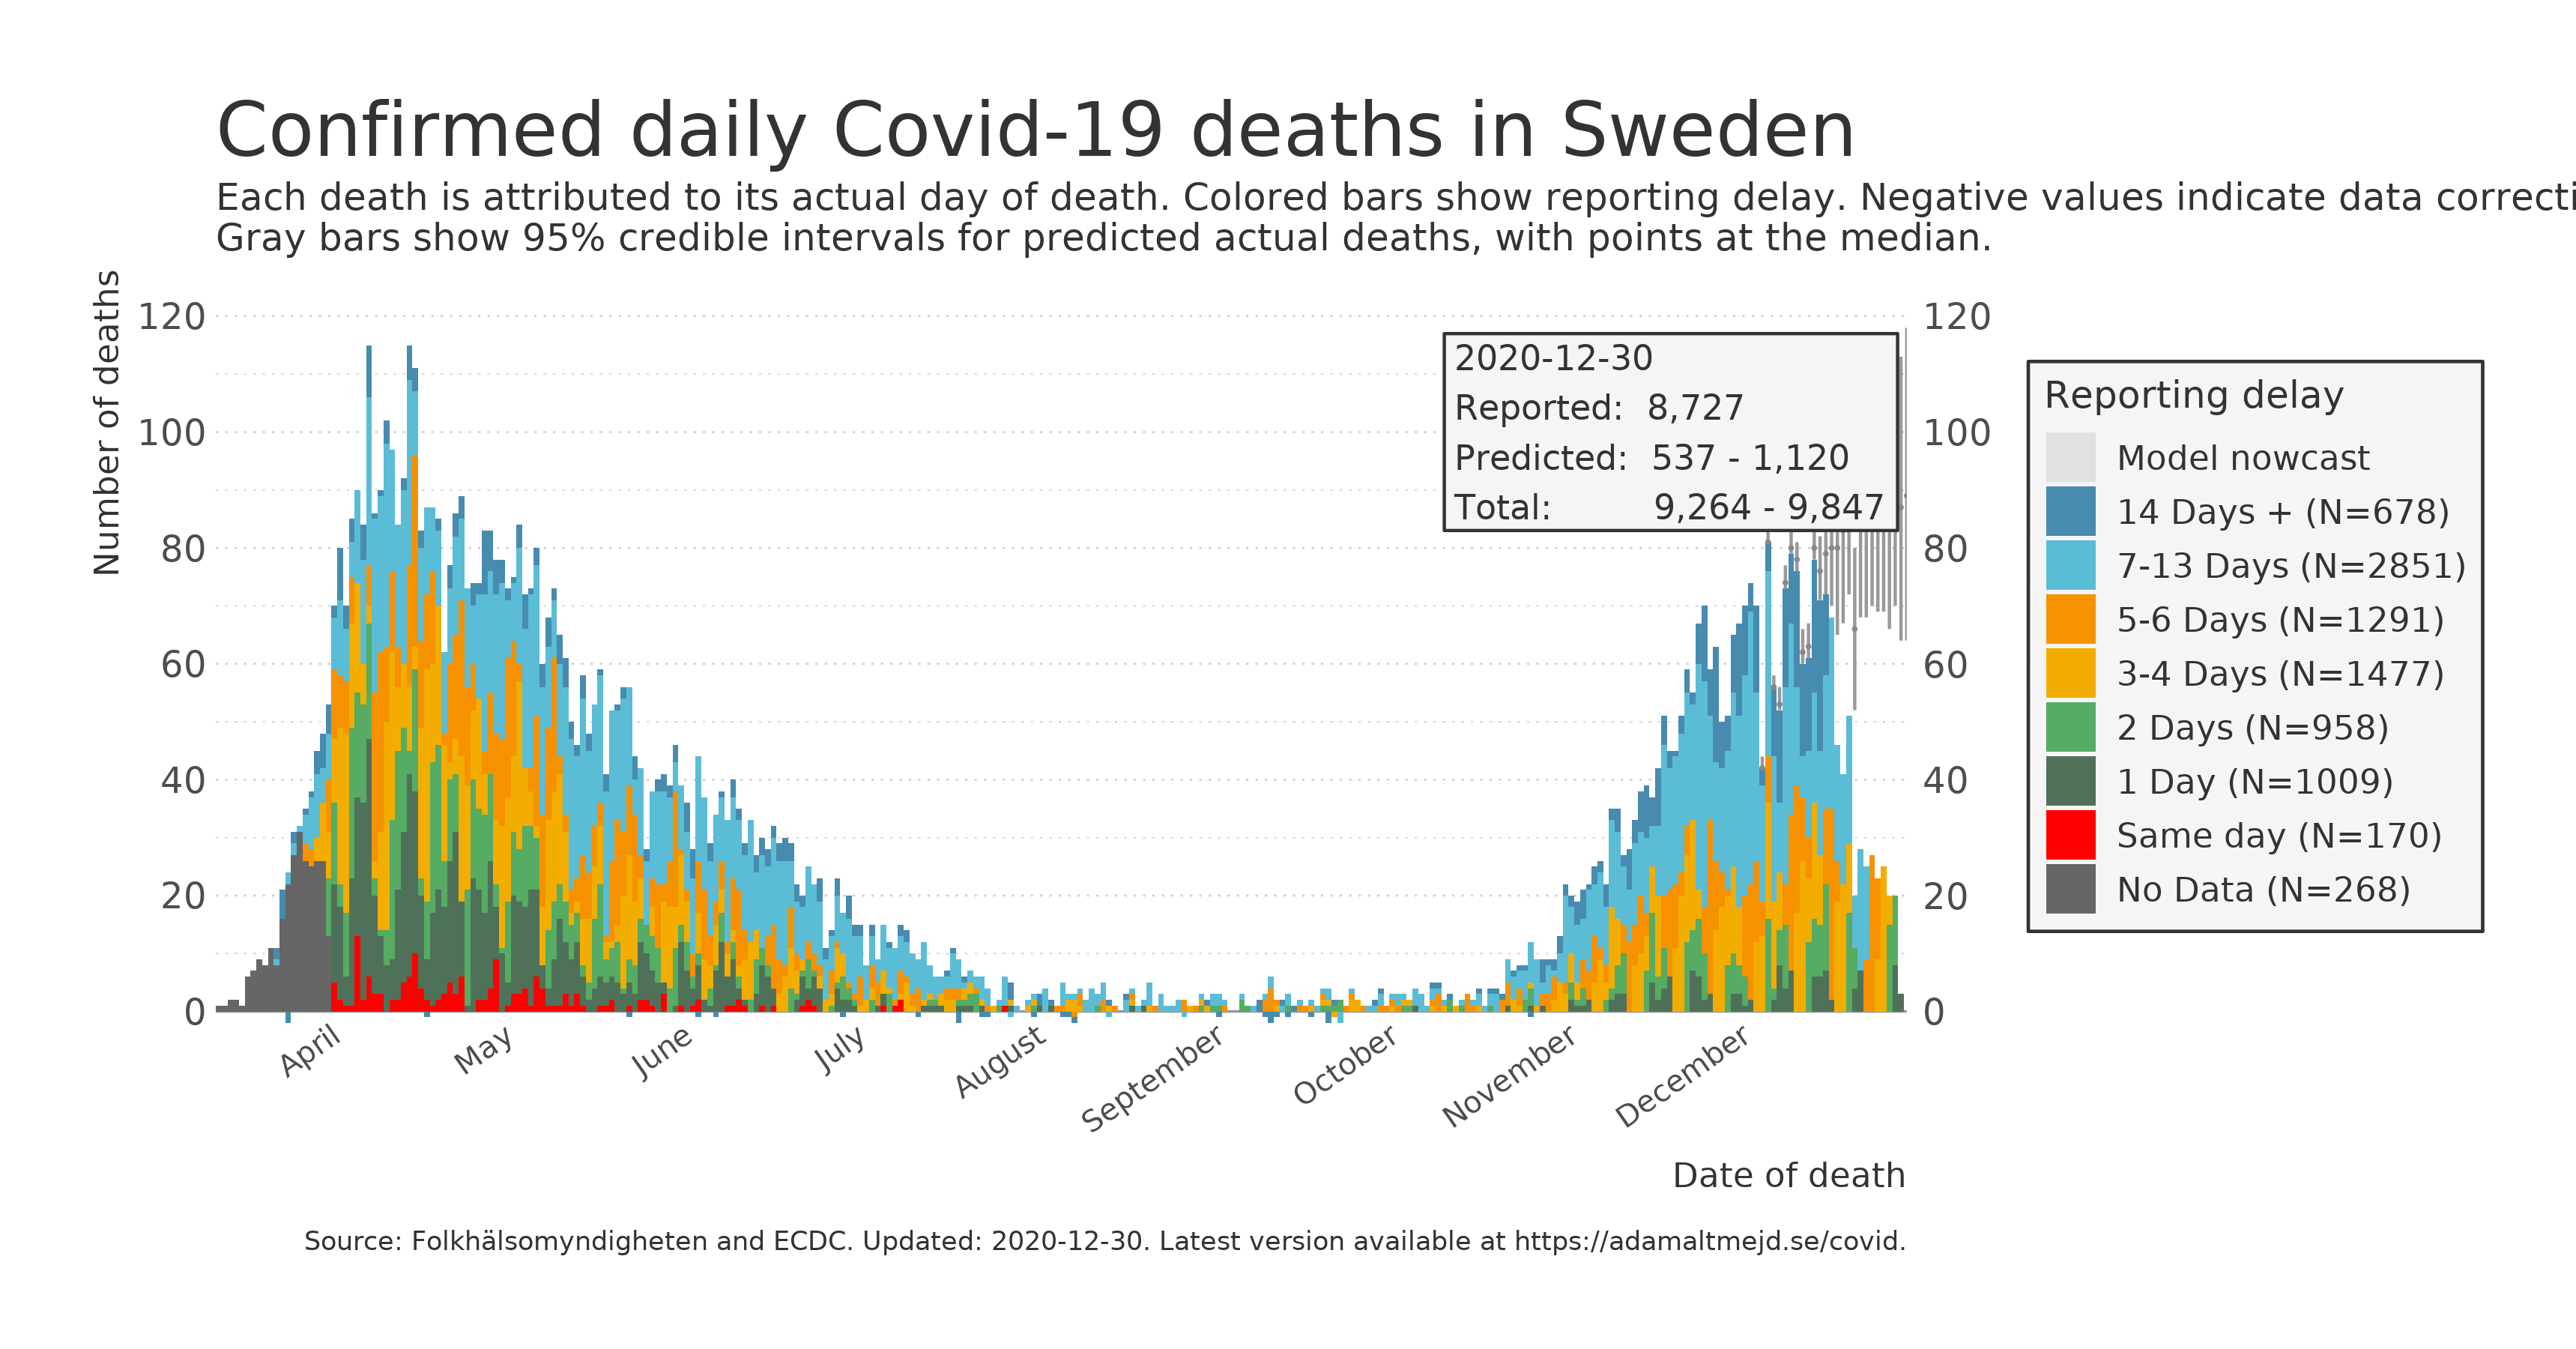 Confirmed daily Covid-19 deaths in Sweden
Each death is attributed to its actual day of death. Colored bars show reporting delay. Negative values indicate data correcti
Gray bars show 95% credible intervals for predicted actual deaths, with points at the median.
Number of deaths
120
100
80
60
40
20
0
120
100
80
60
40
20
0
2020-12-30
Reported: 8,727
Predicted: 537 - 1,120
Total: 9,264 - 9,847
Reporting delay
Model nowcast
14 Days + (N=678)
7-13 Days (N=2851)
5-6 Days (N=1291)
3-4 Days (N=1477)
2 Days (N=958)
1 Day (N=1009)
Same day (N=170)
No Data (N=268)
April
May
June
July
August
September
October
November
December
Date of death
Source: Folkhälsomyndigheten and ECDC. Updated: 2020-12-30. Latest version available at https://adamaltmejd.se/covid.